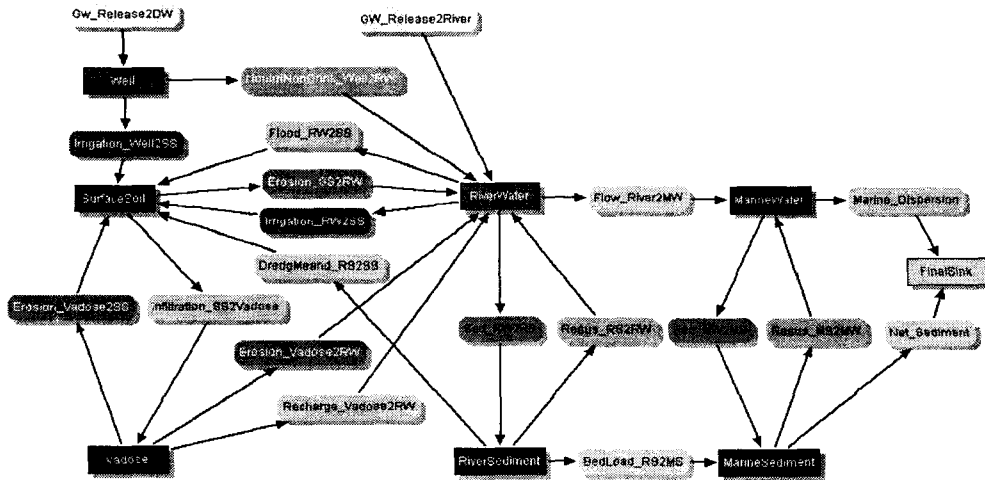 Gw_Release2DW
GW_Release2River
Well
Irrigation_Well2SS
Flood_RW2SS
SurfaceSoil
Erosion_SS2RW
RiverWater
Flow_River2MW
MarineWater
Marine_Dispersion
Irrigation_RW2SS
DredgMeand_RS2SS
FinalSink
Erosion_Vadose2SS
Infiltration_SS2Vadose
Resus_RS2RW
Resus_MS2MW
Net_Sediment
Erosion_Vadose2RW
Recharge_Vadose2RW
Vadose
RiverSediment
BedLoad_RS2MS
MarineSediment